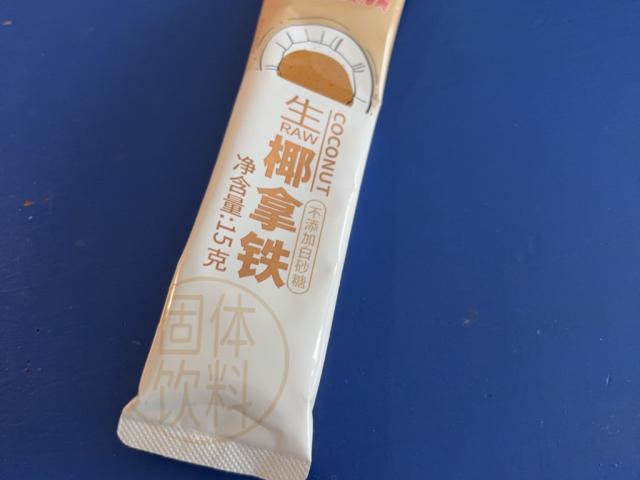 生
RAW
COCONUT
椰拿铁
不添加白砂糖
净含量:15克
固体
饮料